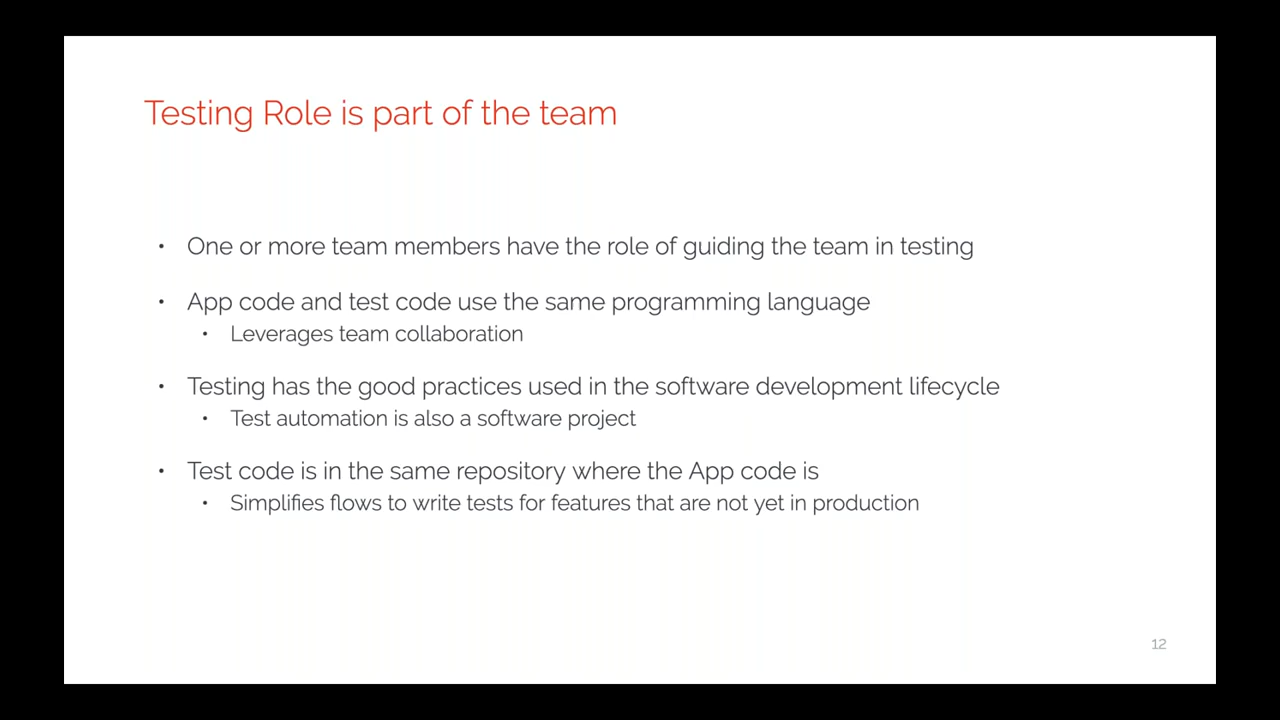 Testing Role is part of the team
• One or more team members have the role of guiding the team in testing
• App code and test code use the same programming language
• Leverages team collaboration
• Testing has the good practices used in the software development lifecycle
• Test automation is also a software project
• Test code is in the same repository where the App code is
• Simplifies flows to write tests for features that are not yet in production
12